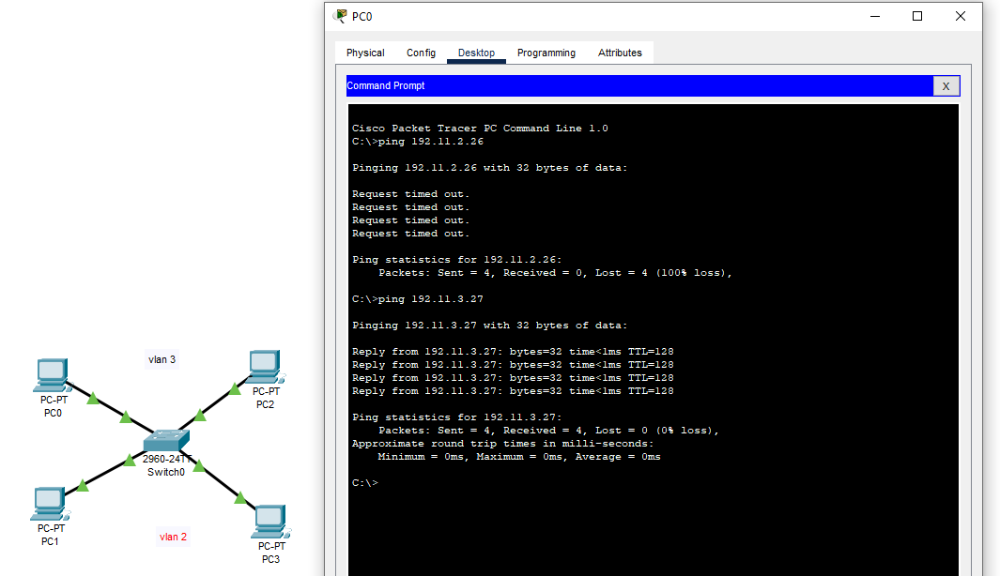 PC0
Physical Config Desktop Programming Attributes
Command Prompt
X
Cisco Packet Tracer PC Command Line 1.0
C:\>ping 192.11.2.26
Pinging 192.11.2.26 with 32 bytes of data:
Request timed out.
Request timed out.
Request timed out.
Request timed out.
Ping statistics for 192.11.2.26:
Packets: Sent = 4, Received = 0, Lost = 4 (100% loss),
C:\>ping 192.11.3.27
Pinging 192.11.3.27 with 32 bytes of data:
Reply from 192.11.3.27: bytes=32 time<1ms TTL=128
Reply from 192.11.3.27: bytes=32 time<1ms TTL=128
Reply from 192.11.3.27: bytes=32 time<1ms TTL=128
Reply from 192.11.3.27: bytes=32 time<1ms TTL=128
Ping statistics for 192.11.3.27:
Packets: Sent = 4, Received = 4, Lost = 0 (0% loss),
Approximate round trip times in milli-seconds:
Minimum = 0ms, Maximum = 0ms, Average = 0ms
C:\>
vlan 3
PC-PT
PC0
PC-PT
PC2
2960-24TT
Switch0
PC-PT
PC1
vlan 2
PC-PT
PC3